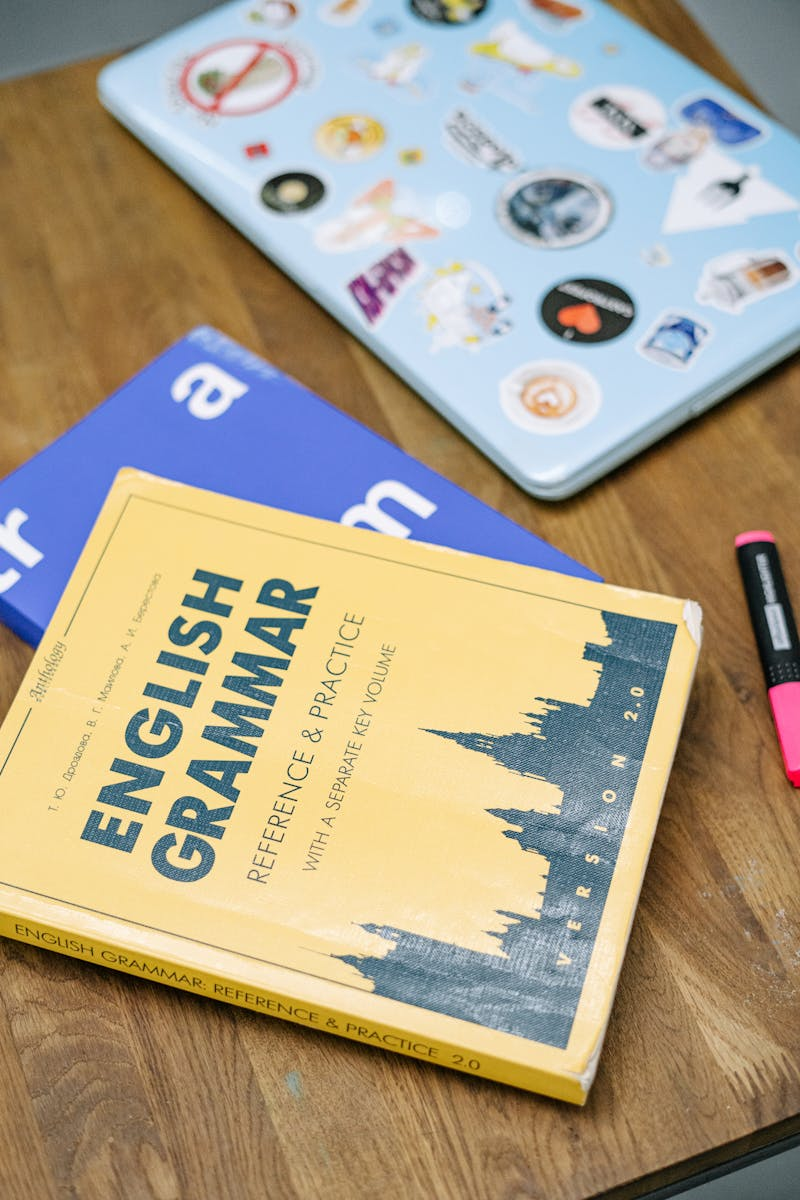 a
r
m
Anthology
Т. Ю. Дроздова, В. Г. Маилова, А. И. Берестова
ENGLISH
GRAMMAR
REFERENCE & PRACTICE
WITH A SEPARATE KEY VOLUME
VERSION 2.0
ENGLISH GRAMMAR: REFERENCE & PRACTICE 2.0